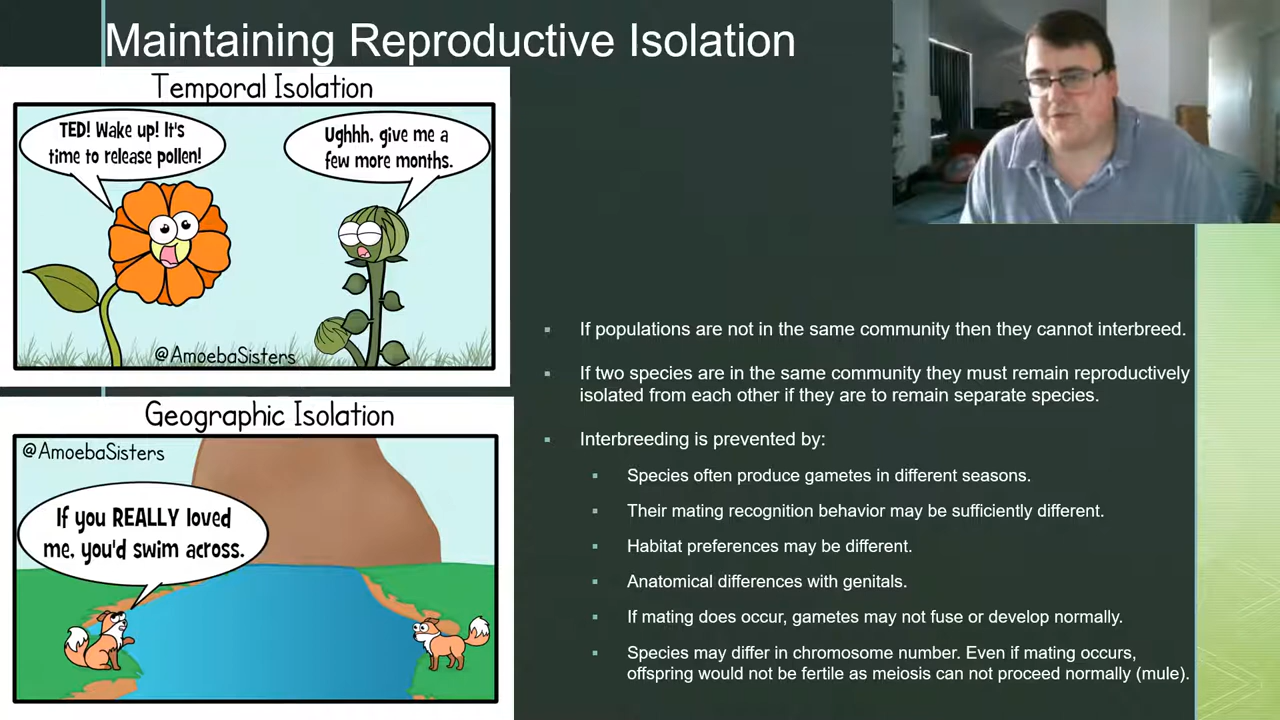 Maintaining Reproductive Isolation
Temporal Isolation
TED! Wake up! It's
time to release pollen!
Ughhh. give me a
few more months.
@AmoebaSisters
Geographic Isolation
@AmoebaSisters
If you REALLY loved
me, you'd swim across.
▪ If populations are not in the same community then they cannot interbreed.
▪ If two species are in the same community they must remain reproductively
isolated from each other if they are to remain separate species.
▪ Interbreeding is prevented by:
▪ Species often produce gametes in different seasons.
▪ Their mating recognition behavior may be sufficiently different.
▪ Habitat preferences may be different.
▪ Anatomical differences with genitals.
▪ If mating does occur, gametes may not fuse or develop normally.
▪ Species may differ in chromosome number. Even if mating occurs,
offspring would not be fertile as meiosis can not proceed normally (mule).